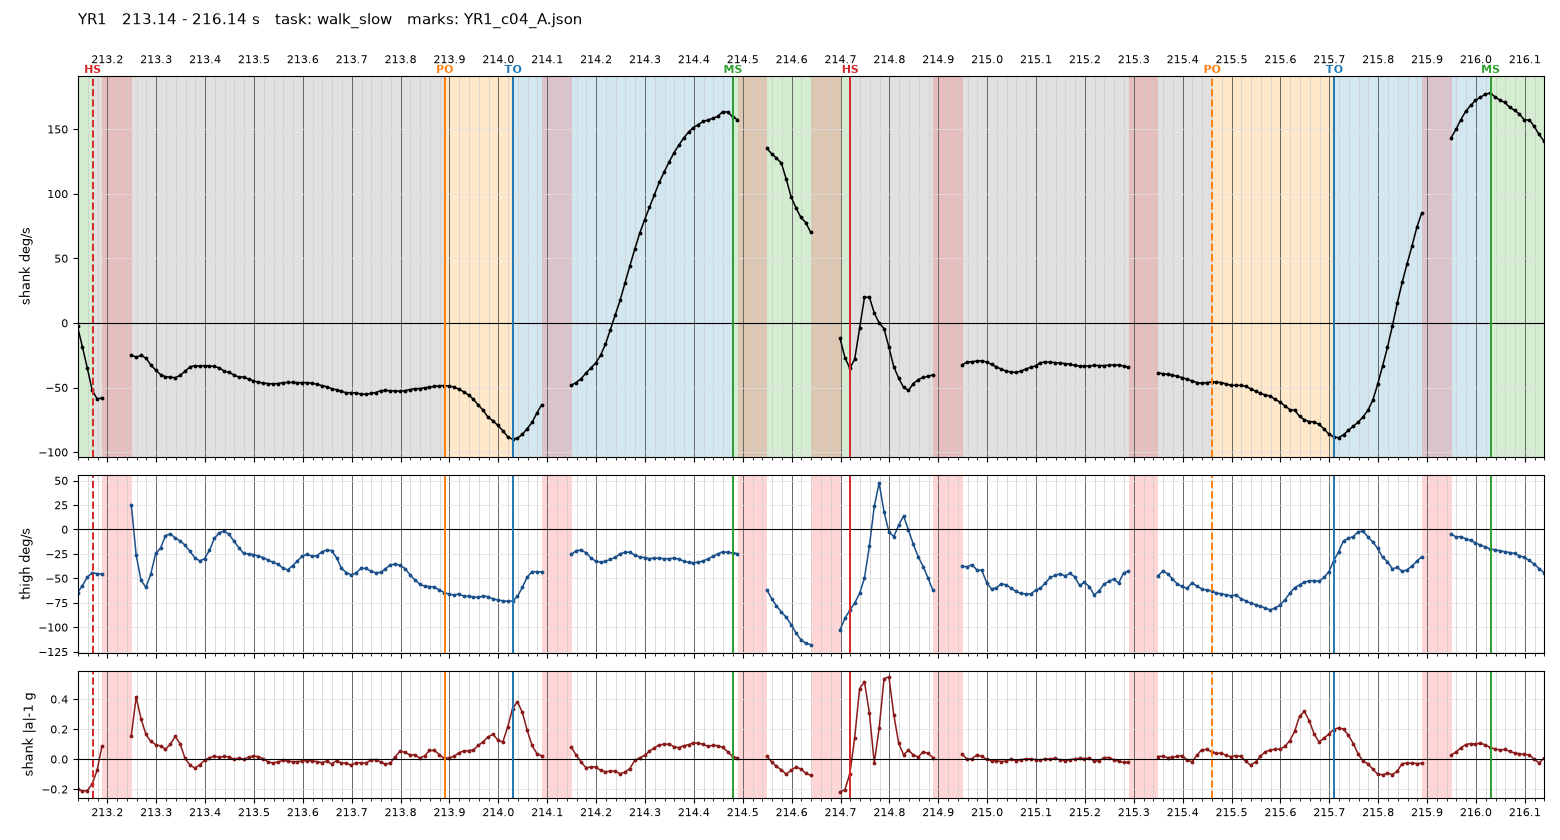 YR1   213.14 - 216.14 s   task: walk_slow   marks: YR1_c04_A.json
213.2 213.3 213.4 213.5 213.6 213.7 213.8 213.9 214.0 214.1 214.2 214.3 214.4 214.5 214.6 214.7 214.8 214.9 215.0 215.1 215.2 215.3 215.4 215.5 215.6 215.7 215.8 215.9 216.0 216.1
HS PO TO MS HS PO TO MS
shank deg/s
150
100
50
0
−50
−100
thigh deg/s
50
25
0
−25
−50
−75
−100
−125
shank |a|-1 g
0.4
0.2
0.0
−0.2
213.2 213.3 213.4 213.5 213.6 213.7 213.8 213.9 214.0 214.1 214.2 214.3 214.4 214.5 214.6 214.7 214.8 214.9 215.0 215.1 215.2 215.3 215.4 215.5 215.6 215.7 215.8 215.9 216.0 216.1